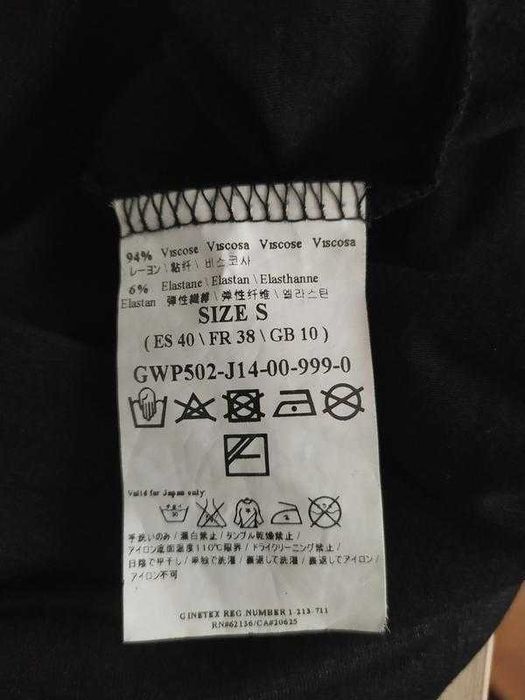 94% Viscose Viscosa Viscose Viscosa
レーヨン \ 粘纤 \ 비스코사
6% Elastane \ Elastan \ Elasthanne
Elastan 弾性繊維 \ 弹性纤维 \ 엘라스틴
SIZE S
( ES 40 \ FR 38 \ GB 10 )
GWP502-J14-00-999-0
Valid for Japan only
手洗いのみ / 漂白禁止 / タンブル乾燥禁止 /
アイロン底面温度110℃限界 / ドライクリーニング禁止 /
日陰で平干し / 単独で洗濯 / 裏返して洗濯 / 裏返してアイロン /
アイロン不可
GINETEX REG NUMBER 1 213 711
RN#62136/CA#20625